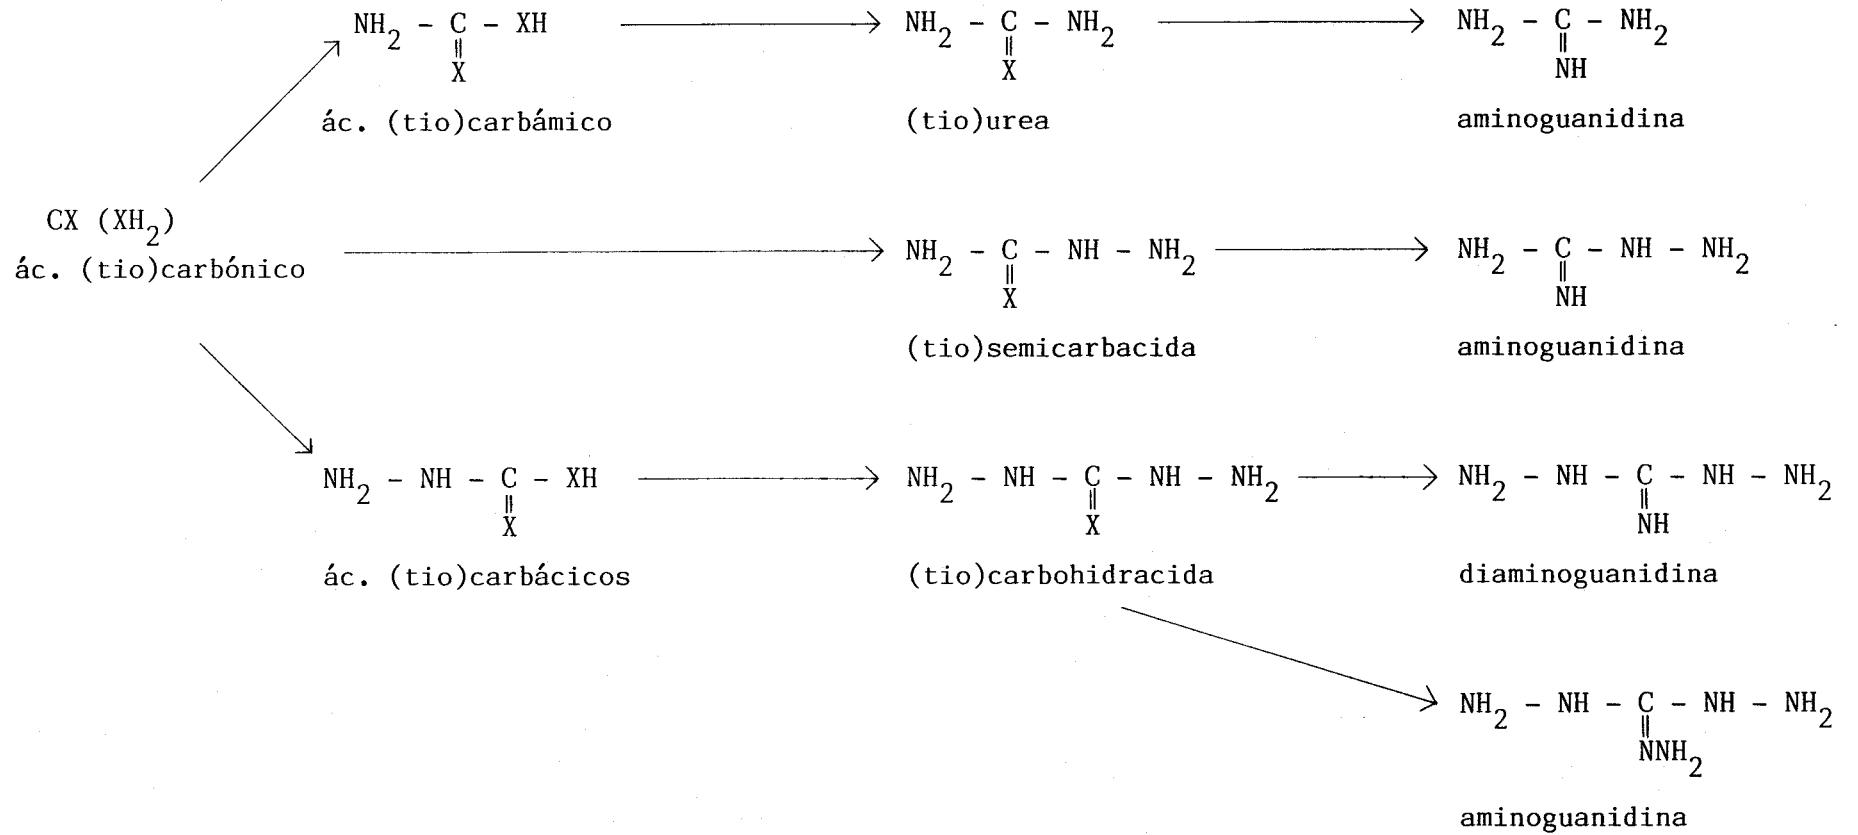 NH2 – C – XH ⟶ NH2 – C – NH2 ⟶ NH2 – C – NH2
X X NH
ác. (tio)carbámico (tio)urea aminoguanidina
CX (XH2)
ác. (tio)carbónico
NH2 – C – NH – NH2 ⟶ NH2 – C – NH – NH2
X NH
(tio)semicarbacida aminoguanidina
NH2 – NH – C – XH ⟶ NH2 – NH – C – NH – NH2 ⟶ NH2 – NH – C – NH – NH2
X X NH
ác. (tio)carbácicos (tio)carbohidracida diaminoguanidina
NH2 – NH – C – NH – NH2
NNH2
aminoguanidina